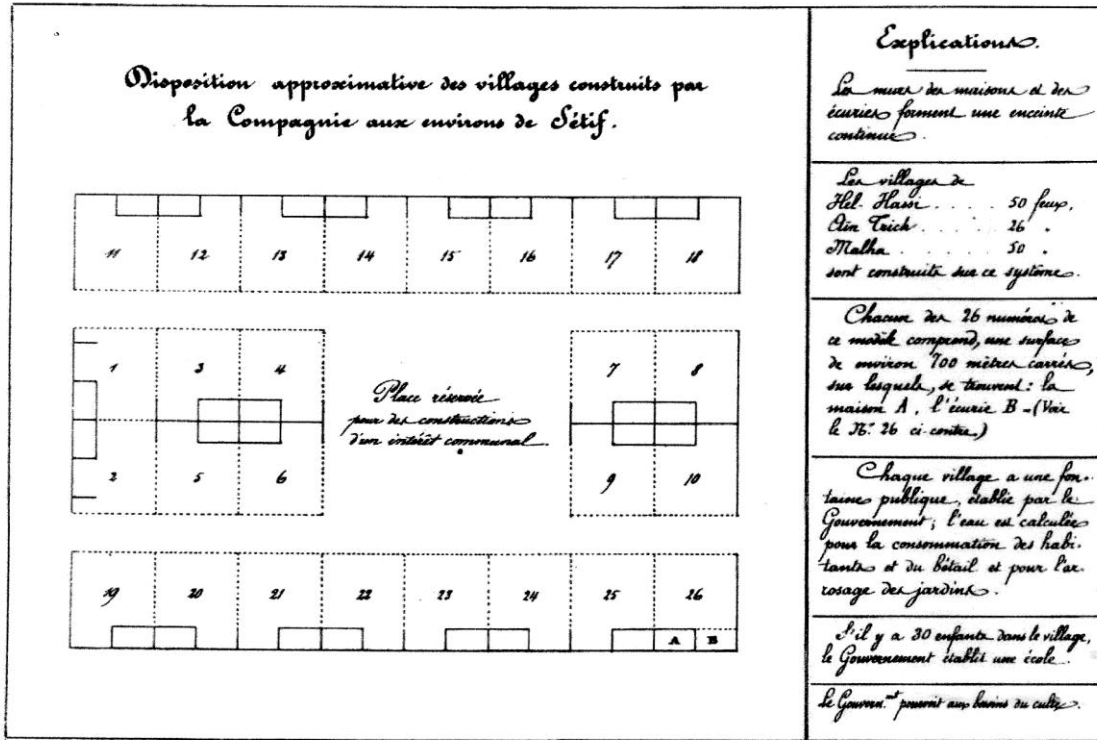 Disposition approximative des villages construits par
la Compagnie aux environs de Sétif.
11 12 13 14 15 16 17 18
1 3 4 7 8
Place réservée
pour des constructions
d'un intérêt communal.
2 5 6 9 10
19 20 21 22 23 24 25 26
A B
Explications.
Les murs des maisons et des
écuries forment une enceinte
continue.
Les villages de
Hel. Hassi . . . . 50 feux.
Aïn Trick . . . . 26 "
Malha . . . . 50 "
sont construits sur ce système.
Chacun des 26 numéros de
ce modèle comprend, une surface
de environ 700 mètres carrés,
sur lesquels, se trouvent: la
maison A, l'écurie B - (Voir
le N° 26 ci-contre.)
Chaque village a une fon-
taine publique, établie par le
Gouvernement; l'eau est calculée
pour la consommation des habi-
tants et du bétail et pour l'ar-
rosage des jardins.
S'il y a 30 enfants dans le village,
le Gouvernement établit une école.
Le Gouvern.mt pourvoit aux besoins du culte.